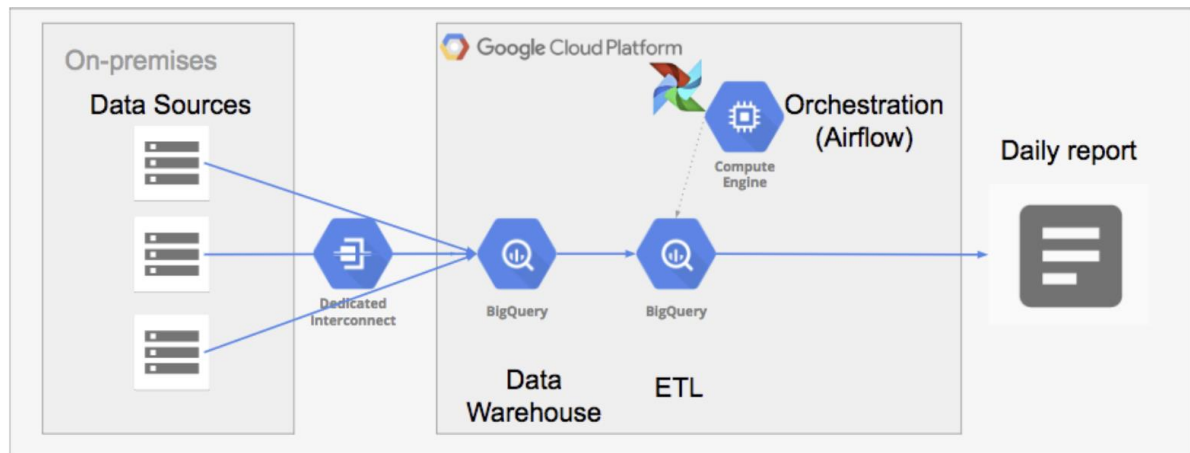 On-premises
Data Sources
Google Cloud Platform
Orchestration
(Airflow)
Compute
Engine
Daily report
Dedicated
Interconnect
BigQuery
BigQuery
Data
Warehouse
ETL